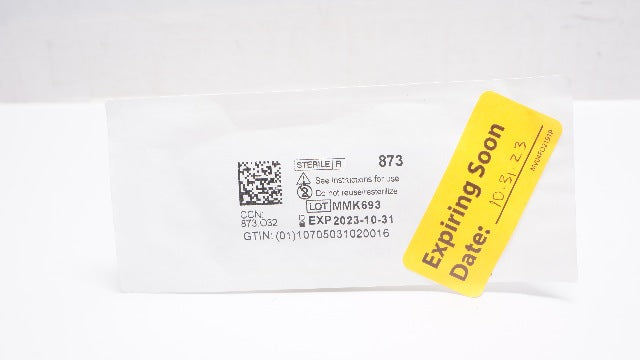 STERILE R 873
See instructions for use
Do not reuse/resterilize
LOT MMK693
CCN:
873.O32
EXP 2023-10-31
GTIN: (01)10705031020016
Expiring Soon
Date: 10.31.23